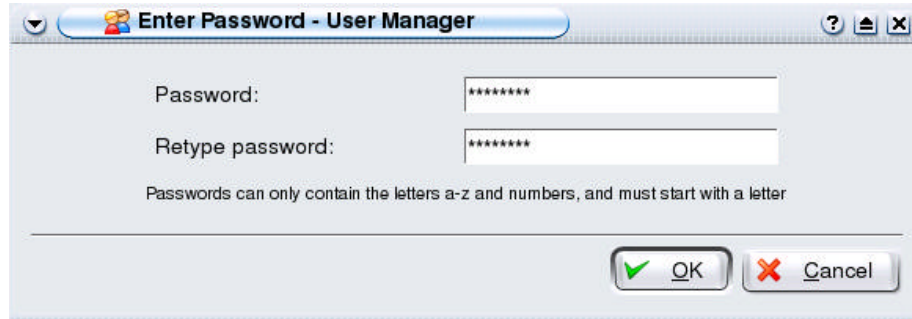 Enter Password - User Manager
Password: ********
Retype password: ********
Passwords can only contain the letters a-z and numbers, and must start with a letter
OK Cancel